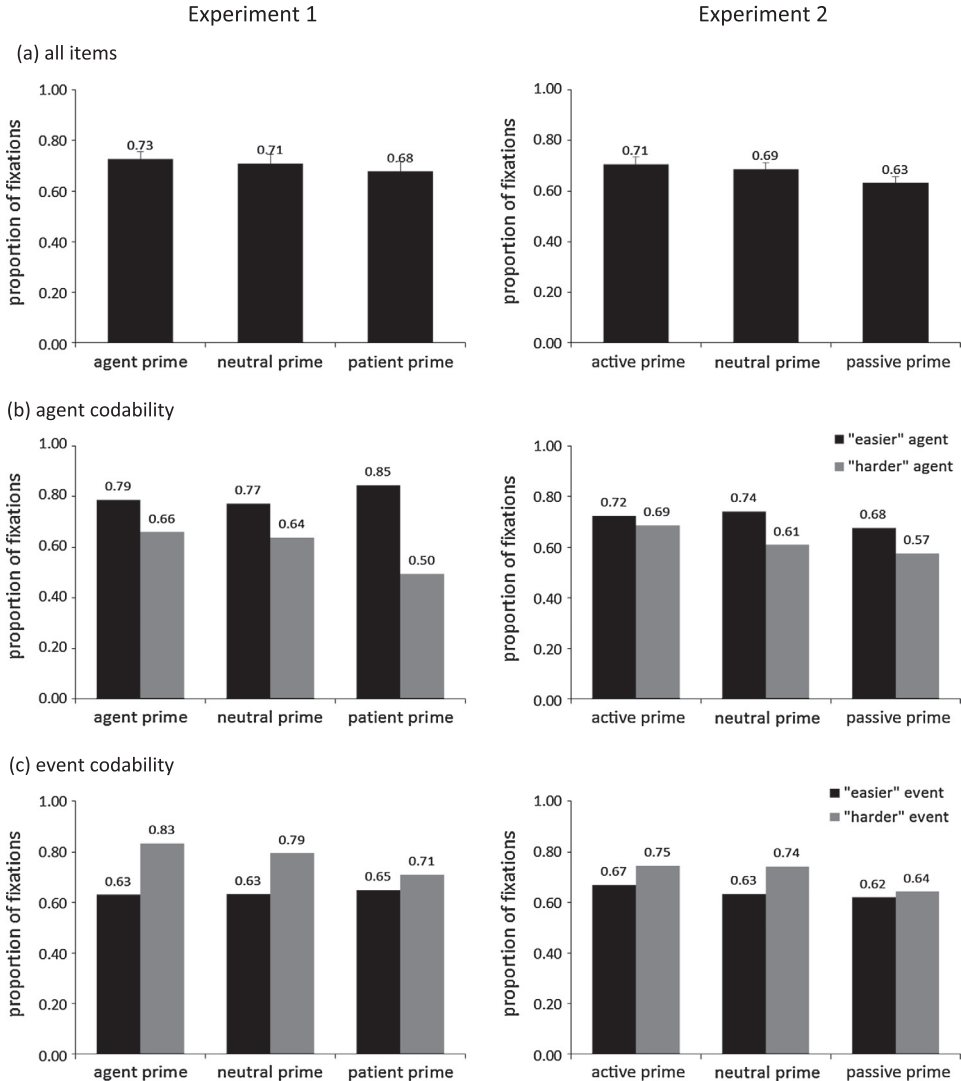 Experiment 1
Experiment 2
(a) all items
proportion of fixations
1.00
0.80
0.60
0.40
0.20
0.00
0.73
0.71
0.68
agent prime
neutral prime
patient prime
proportion of fixations
1.00
0.80
0.60
0.40
0.20
0.00
0.71
0.69
0.63
active prime
neutral prime
passive prime
(b) agent codability
proportion of fixations
1.00
0.80
0.60
0.40
0.20
0.00
0.79
0.66
0.77
0.64
0.85
0.50
agent prime
neutral prime
patient prime
proportion of fixations
1.00
0.80
0.60
0.40
0.20
0.00
"easier" agent
"harder" agent
0.72
0.69
0.74
0.61
0.68
0.57
active prime
neutral prime
passive prime
(c) event codability
proportion of fixations
1.00
0.80
0.60
0.40
0.20
0.00
0.63
0.83
0.63
0.79
0.65
0.71
agent prime
neutral prime
patient prime
proportion of fixations
1.00
0.80
0.60
0.40
0.20
0.00
"easier" event
"harder" event
0.67
0.75
0.63
0.74
0.62
0.64
active prime
neutral prime
passive prime